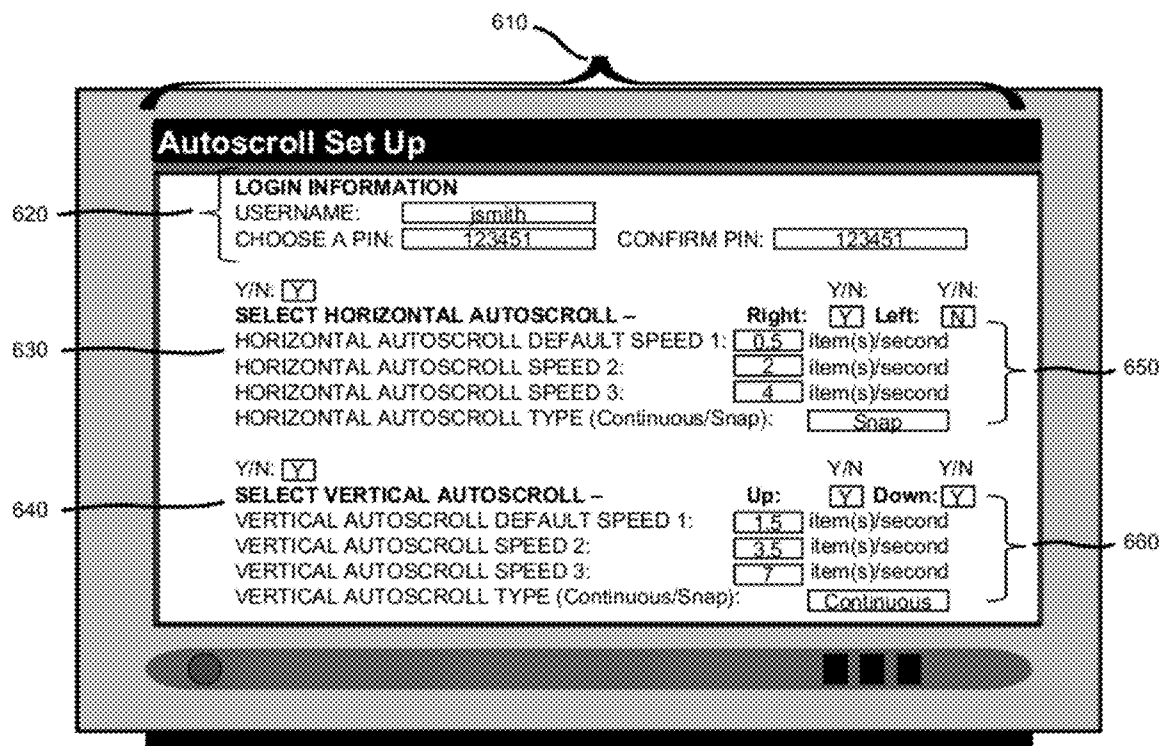 610
Autoscroll Set Up
LOGIN INFORMATION
620
USERNAME: jsmith
CHOOSE A PIN: 123451 CONFIRM PIN: 123451
Y/N: Y Y/N: Y/N:
SELECT HORIZONTAL AUTOSCROLL – Right: Y Left: N
630 HORIZONTAL AUTOSCROLL DEFAULT SPEED 1: 0.5 item(s)/second
HORIZONTAL AUTOSCROLL SPEED 2: 2 item(s)/second 650
HORIZONTAL AUTOSCROLL SPEED 3: 4 item(s)/second
HORIZONTAL AUTOSCROLL TYPE (Continuous/Snap): Snap
Y/N: Y Y/N Y/N
SELECT VERTICAL AUTOSCROLL – Up: Y Down: Y
640 VERTICAL AUTOSCROLL DEFAULT SPEED 1: 1.5 item(s)/second
VERTICAL AUTOSCROLL SPEED 2: 3.5 item(s)/second 660
VERTICAL AUTOSCROLL SPEED 3: 7 item(s)/second
VERTICAL AUTOSCROLL TYPE (Continuous/Snap): Continuous